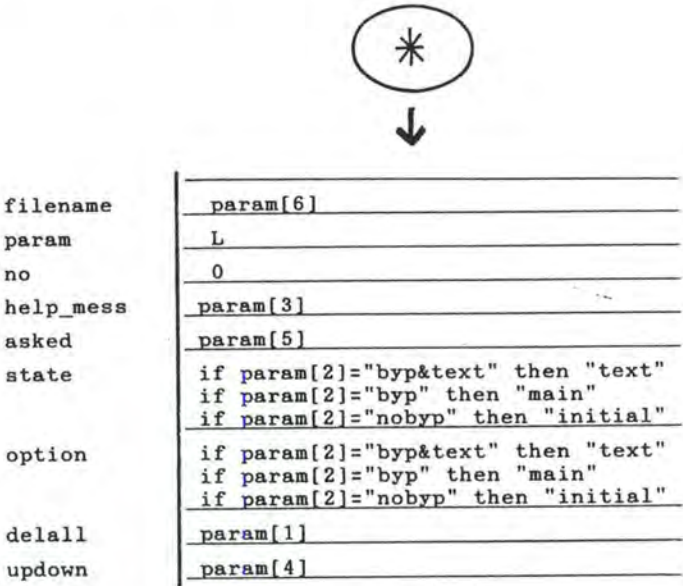 *
filename param[6]
param L
no 0
help_mess param[3]
asked param[5]
state if param[2]="byp&text" then "text"
if param[2]="byp" then "main"
if param[2]="nobyp" then "initial"
option if param[2]="byp&text" then "text"
if param[2]="byp" then "main"
if param[2]="nobyp" then "initial"
delall param[1]
updown param[4]